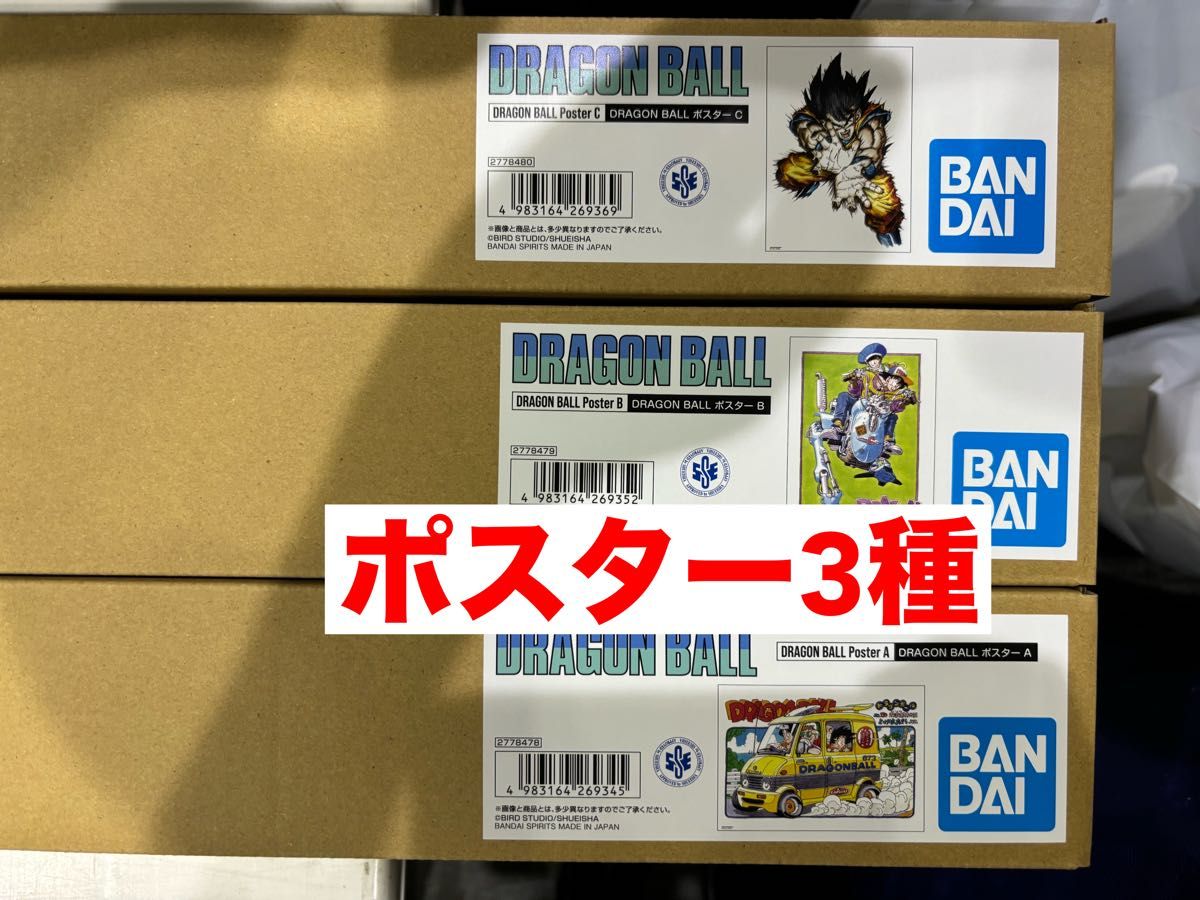 DRAGON BALL
DRAGON BALL Poster C DRAGON BALL ポスター C
2778480
4 983164 269369
※画像と商品とは、多少異なりますのでご了承ください。
©BIRD STUDIO/SHUEISHA
BANDAI SPIRITS MADE IN JAPAN
BAN
DAI
DRAGON BALL
DRAGON BALL Poster B DRAGON BALL ポスター B
2778479
4 983164 269352
BAN
DAI
ポスター3種
DRAGON BALL
DRAGON BALL Poster A DRAGON BALL ポスター A
2778478
4 983164 269345
※画像と商品とは、多少異なりますのでご了承ください。
©BIRD STUDIO/SHUEISHA
BANDAI SPIRITS MADE IN JAPAN
DRAGON BALL
DRAGONBALL
BAN
DAI